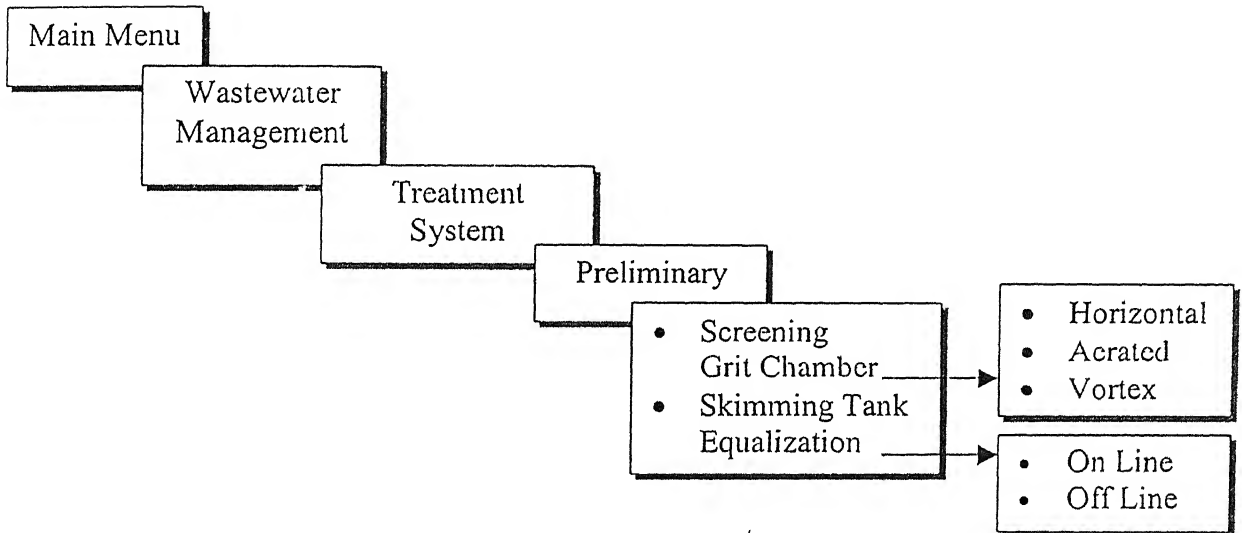 Main Menu
Wastewater
Management
Treatment
System
Preliminary
• Screening
Grit Chamber
• Skimming Tank
Equalization
• Horizontal
• Aerated
• Vortex
• On Line
• Off Line